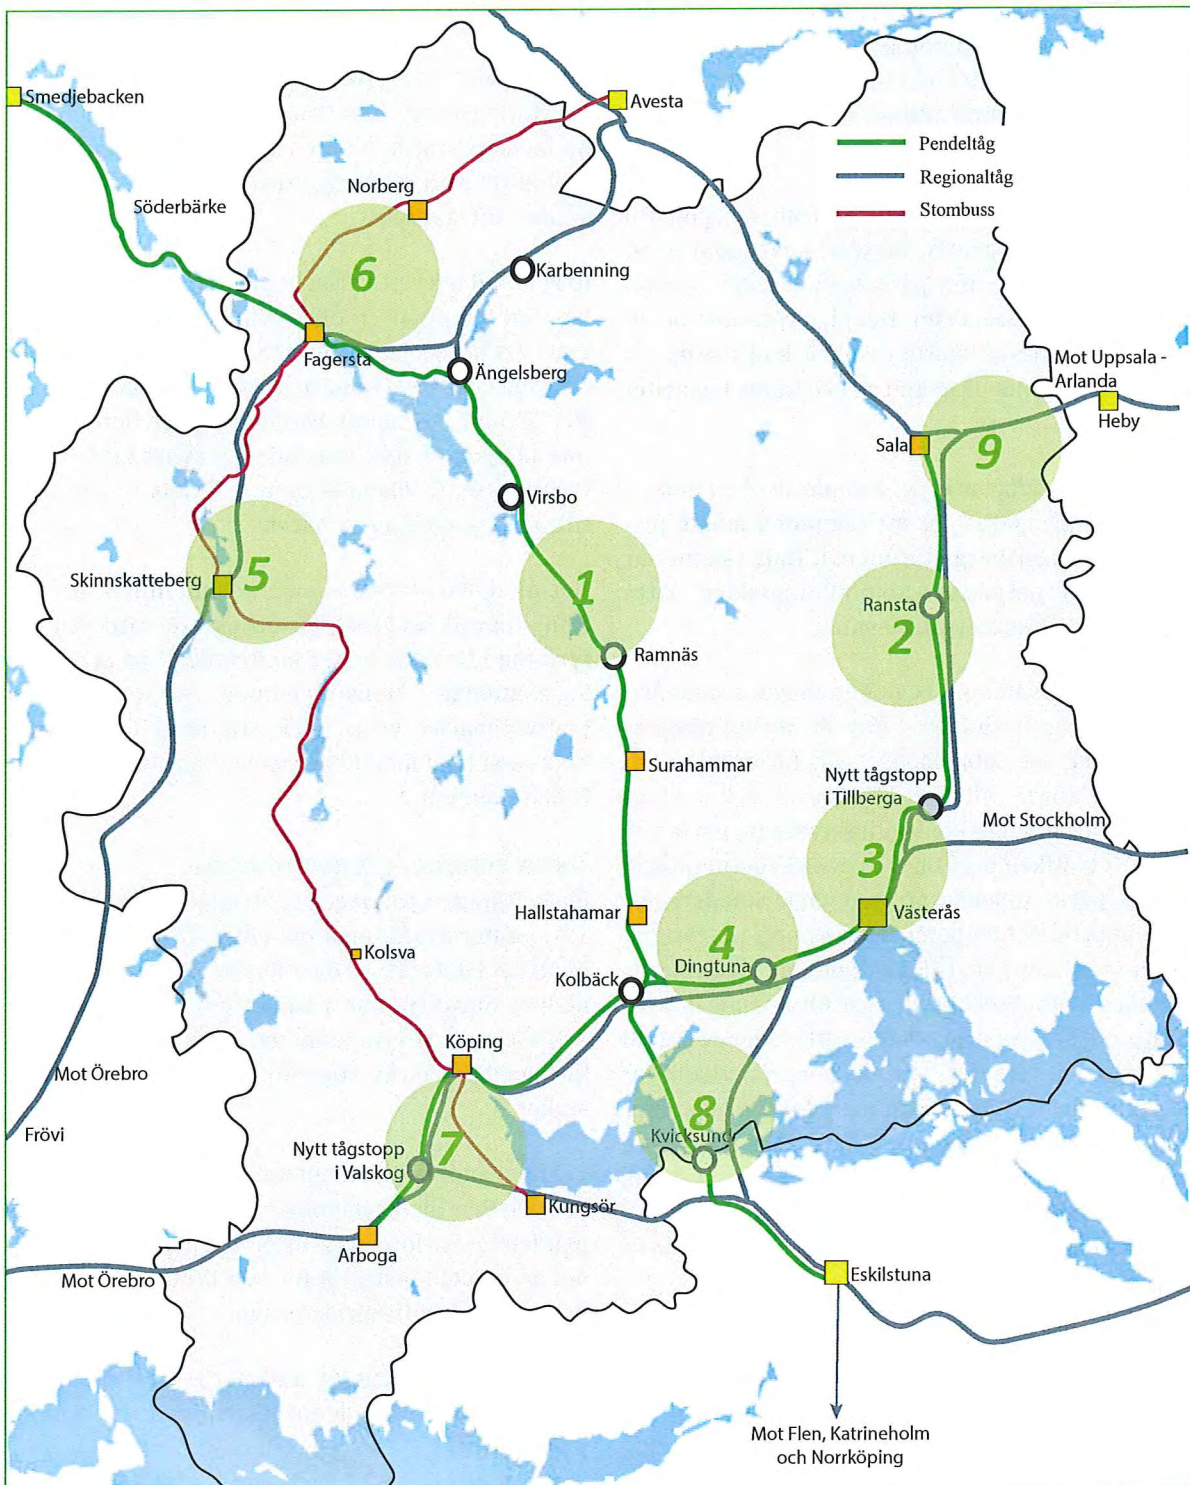 Smedjebacken
Avesta
Pendeltåg
Regionaltåg
Stombuss
Söderbärke
Norberg
6
Karbenning
Fagersta
Ängelsberg
Mot Uppsala -
Arlanda
Heby
Sala
9
Virsbo
Skinnskatteberg
5
1
Ransta
2
Ramnäs
Surahammar
Nytt tågstopp
i Tillberga
Mot Stockholm
3
Västerås
Hallstahamar
4
Dingtuna
Kolsva
Kolbäck
Köping
Mot Örebro
Frövi
8
Kvicksund
7
Nytt tågstopp
i Valskog
Kungsör
Arboga
Mot Örebro
Eskilstuna
Mot Flen, Katrineholm
och Norrköping